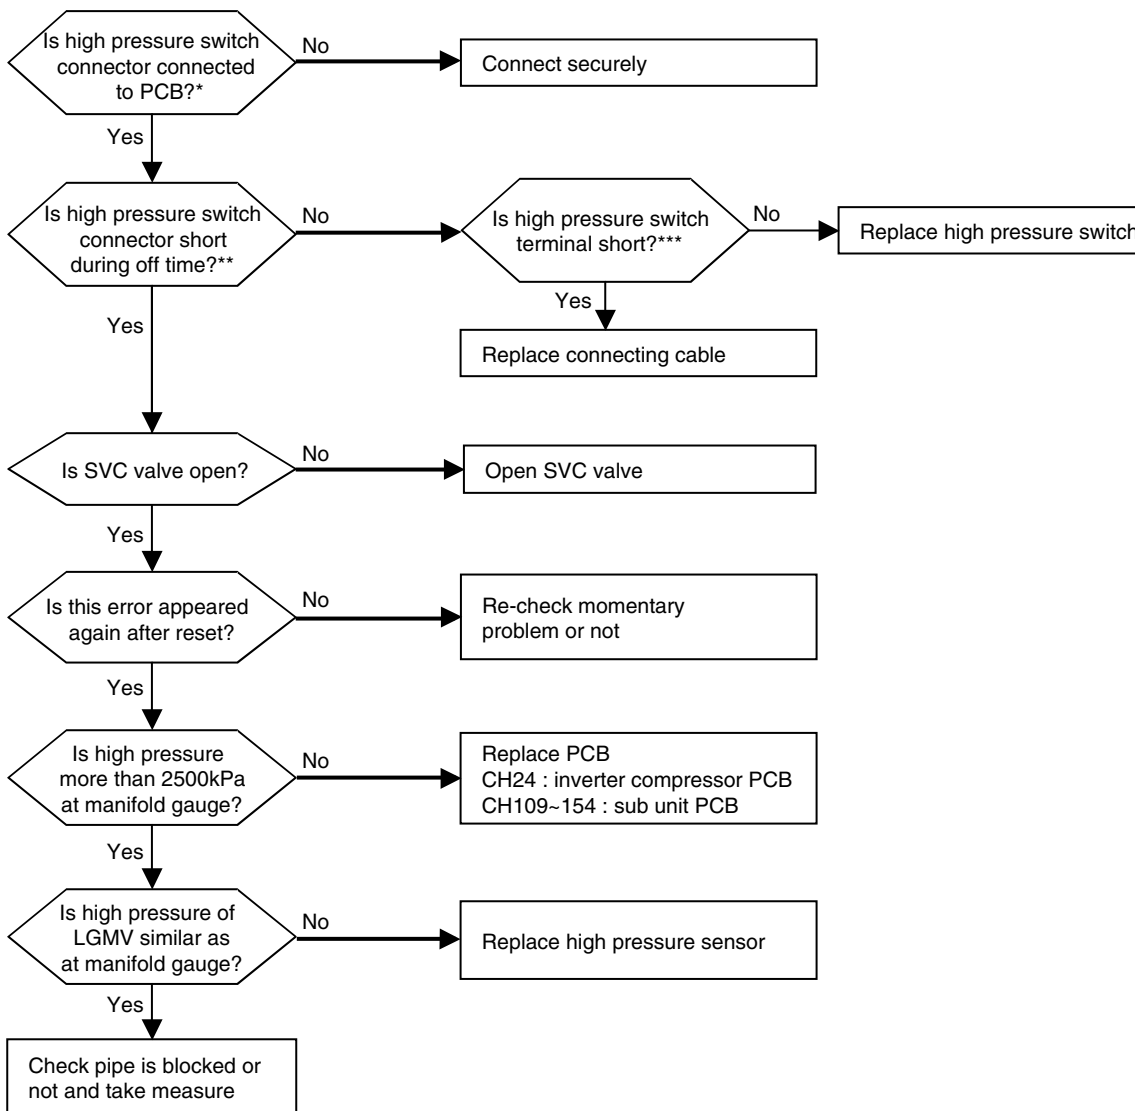 Is high pressure switch
connector connected
to PCB?*
No
Connect securely
Yes
Is high pressure switch
connector short
during off time?**
No
Is high pressure switch
terminal short?***
No
Replace high pressure switch
Yes
Yes
Replace connecting cable
Is SVC valve open?
No
Open SVC valve
Yes
Is this error appeared
again after reset?
No
Re-check momentary
problem or not
Yes
Is high pressure
more than 2500kPa
at manifold gauge?
No
Replace PCB
CH24 : inverter compressor PCB
CH109~154 : sub unit PCB
Yes
Is high pressure of
LGMV similar as
at manifold gauge?
No
Replace high pressure sensor
Yes
Check pipe is blocked or
not and take measure